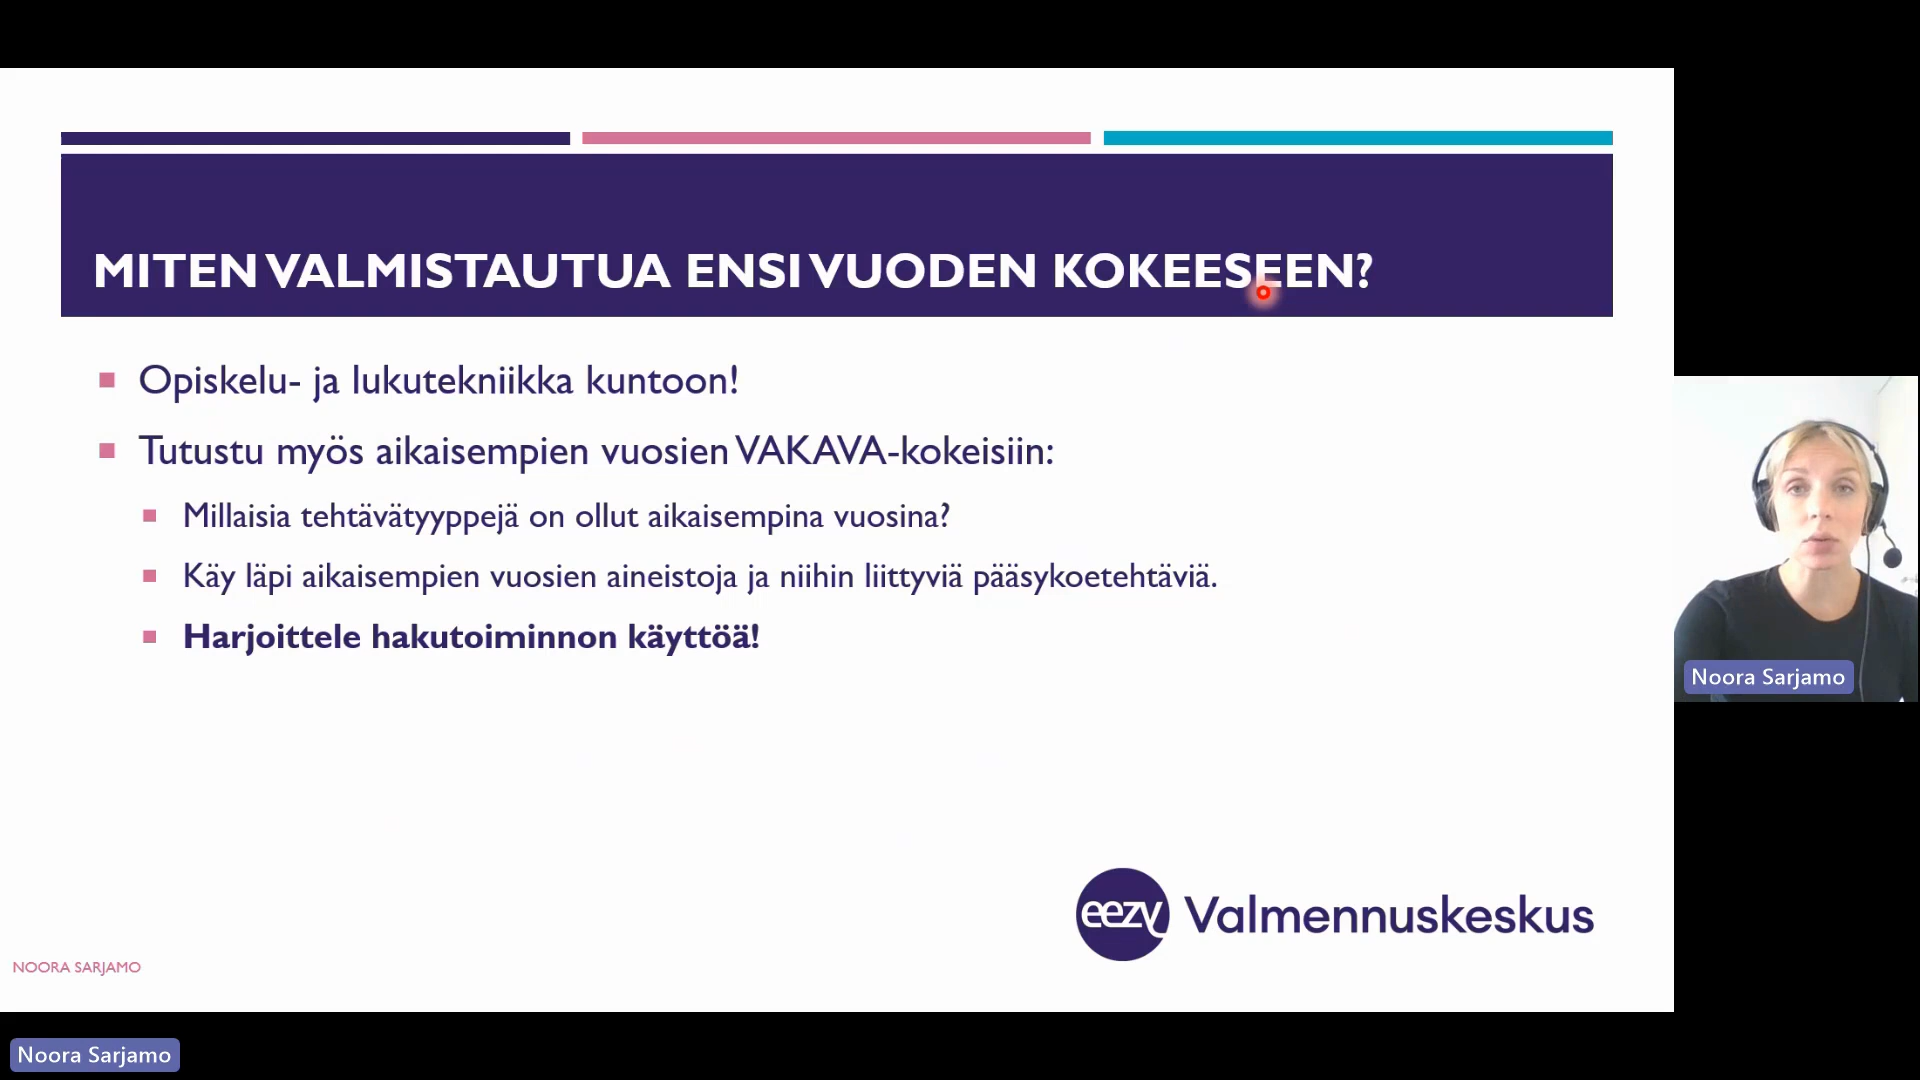 MITEN VALMISTAUTUA ENSI VUODEN KOKEESEEN?
Opiskelu- ja lukutekniikka kuntoon!
Tutustu myös aikaisempien vuosien VAKAVA-kokeisiin:
Millaisia tehtävätyyppejä on ollut aikaisempina vuosina?
Käy läpi aikaisempien vuosien aineistoja ja niihin liittyviä pääsykoetehtäviä.
Harjoittele hakutoiminnon käyttöä!
Noora Sarjamo
eezy Valmennuskeskus
NOORA SARJAMO
Noora Sarjamo